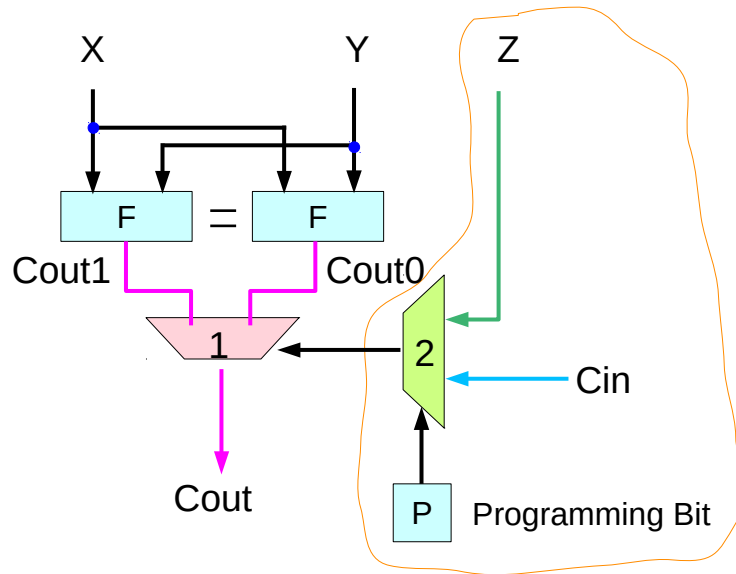 X Y Z
F = F
Cout1 Cout0
1 2
Cin
Cout P Programming Bit